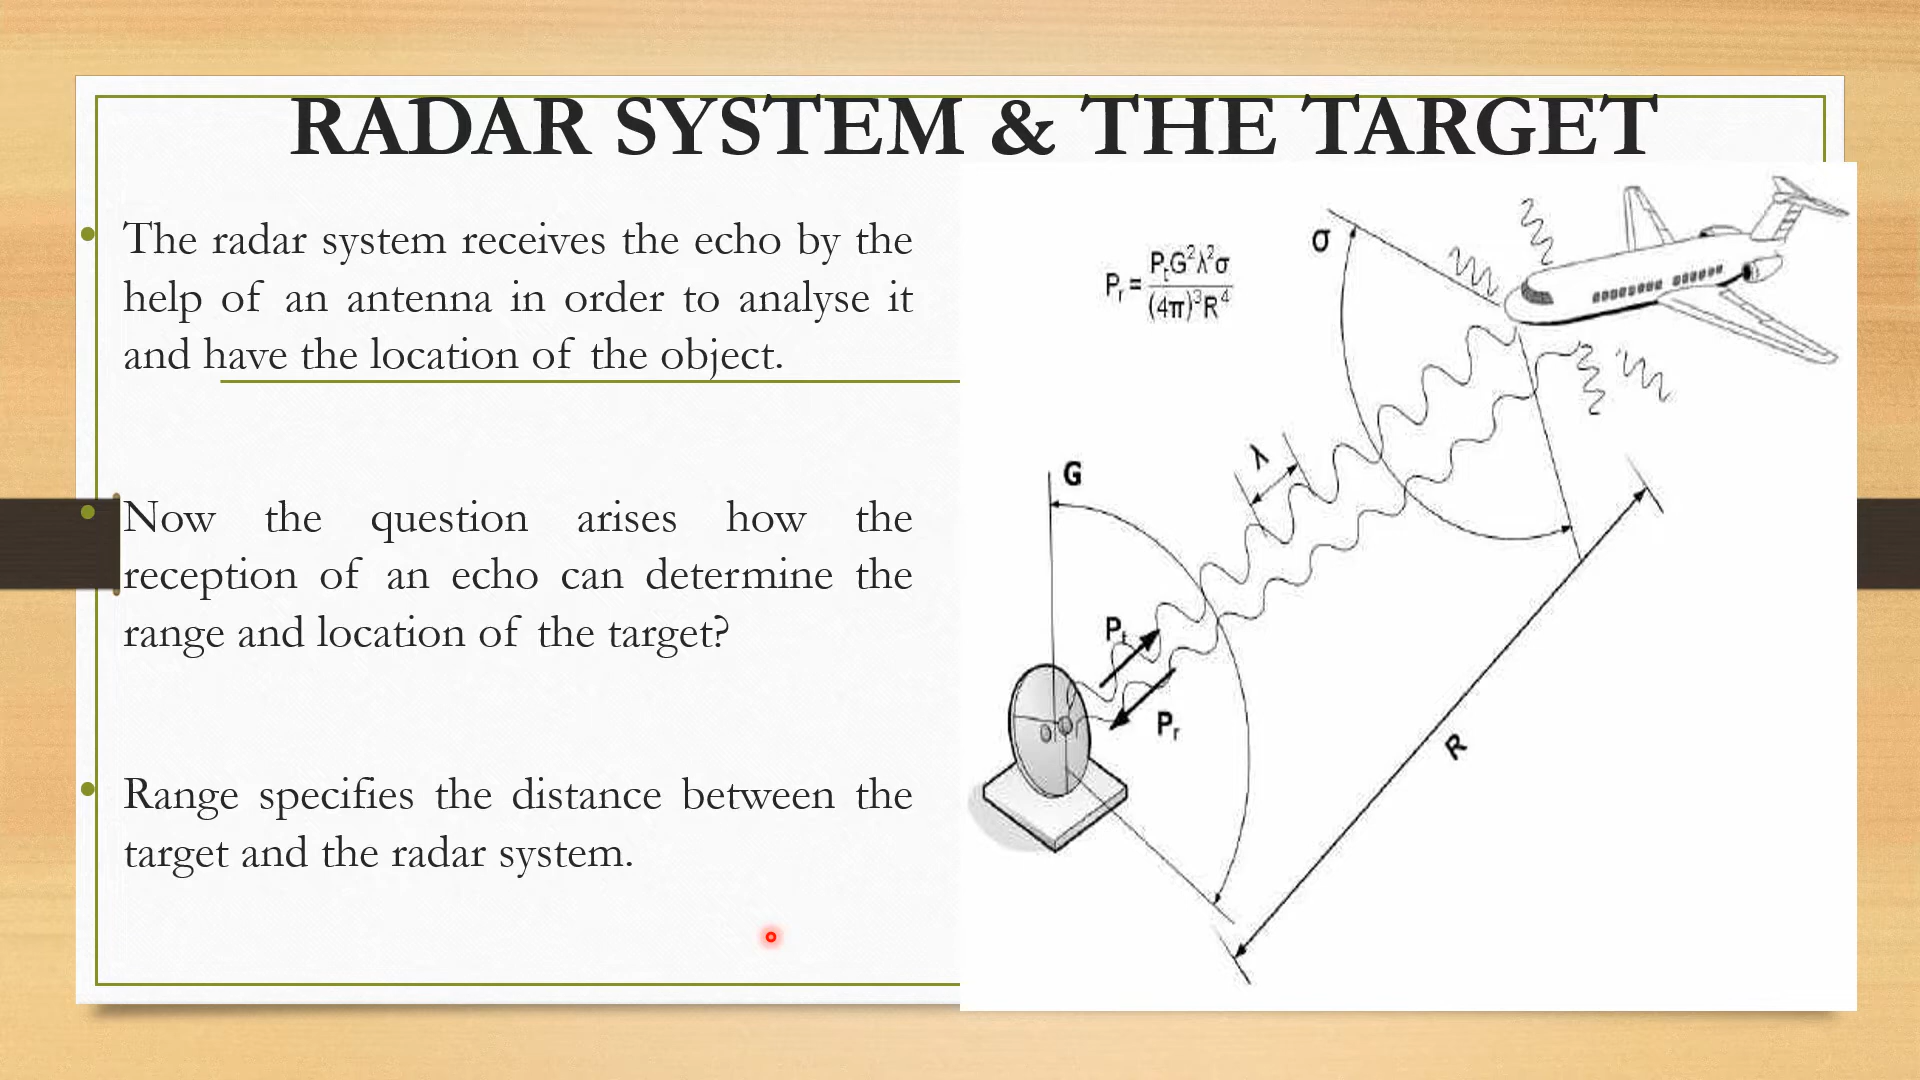 RADAR SYSTEM & THE TARGET
• The radar system receives the echo by the
help of an antenna in order to analyse it
and have the location of the object.
• Now the question arises how the
reception of an echo can determine the
range and location of the target?
• Range specifies the distance between the
target and the radar system.
σ
Pr = PtG²λ²σ / (4π)³R⁴
λ
G
Pt
Pr
R